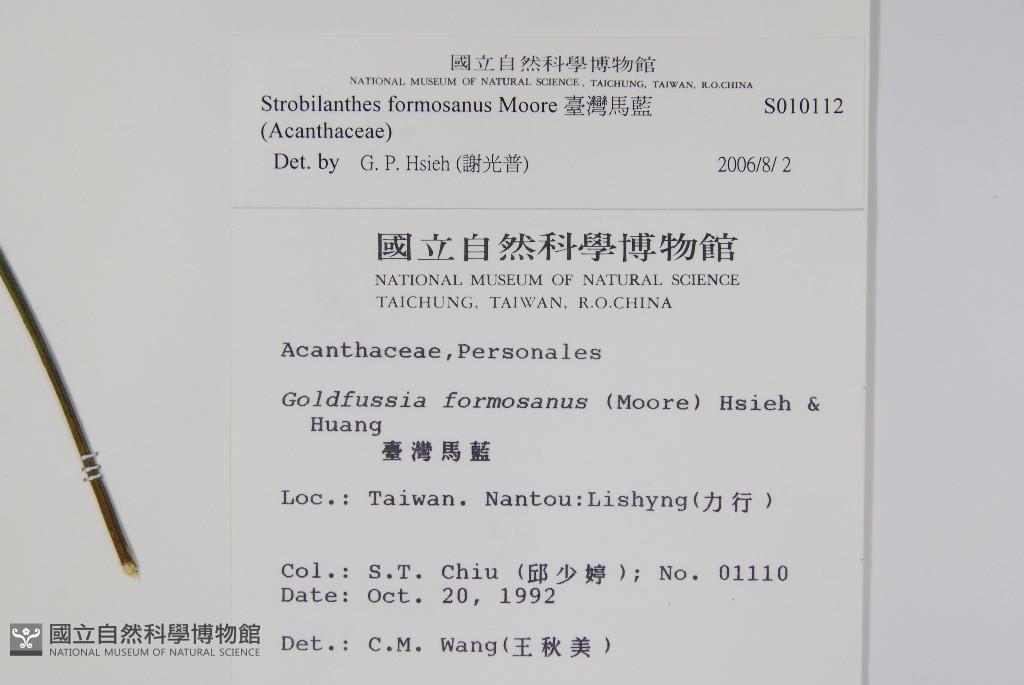 國立自然科學博物館
NATIONAL MUSEUM OF NATURAL SCIENCE, TAICHUNG, TAIWAN, R.O.CHINA
Strobilanthes formosanus Moore 臺灣馬藍 S010112
(Acanthaceae)
Det. by G. P. Hsieh (謝光普) 2006/8/ 2
國立自然科學博物館
NATIONAL MUSEUM OF NATURAL SCIENCE
TAICHUNG, TAIWAN, R.O.CHINA
Acanthaceae,Personales
Goldfussia formosanus (Moore) Hsieh &
Huang
臺灣馬藍
Loc.: Taiwan. Nantou:Lishyng(力行)
Col.: S.T. Chiu (邱少婷); No. 01110
Date: Oct. 20, 1992
Det.: C.M. Wang(王秋美)
國立自然科學博物館
NATIONAL MUSEUM OF NATURAL SCIENCE